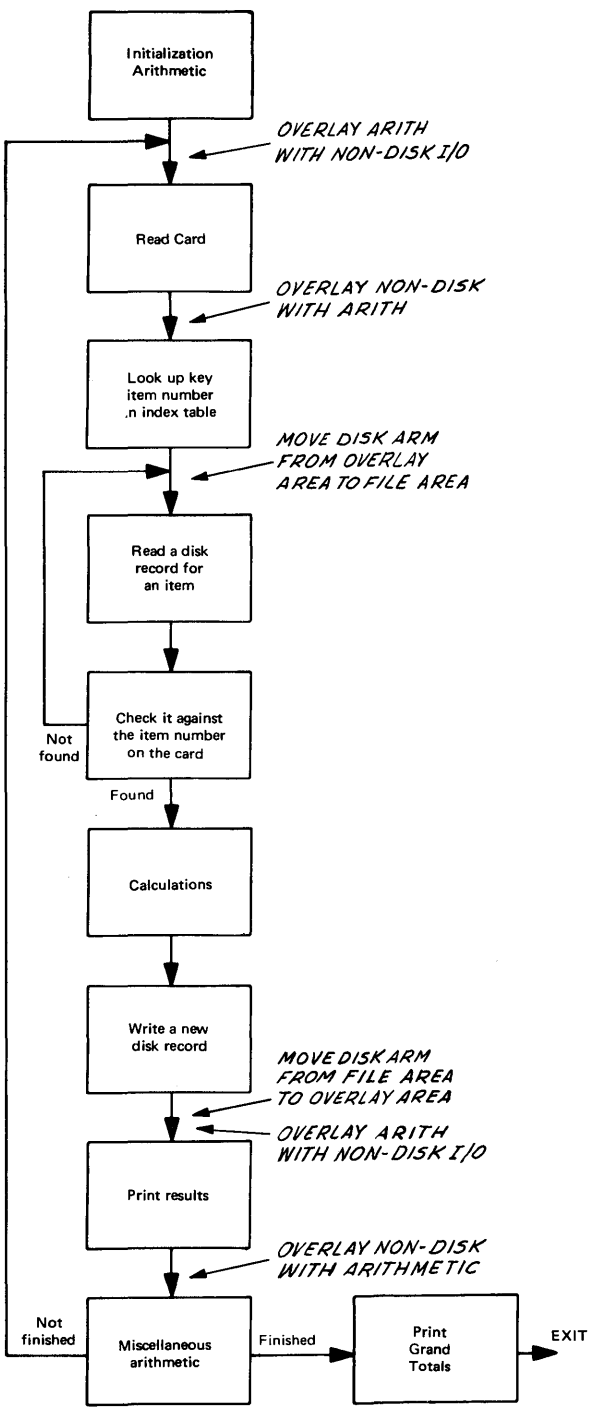 Initialization
Arithmetic
OVERLAY ARITH
WITH NON-DISK I/O
Read Card
OVERLAY NON-DISK
WITH ARITH
Look up key
item number
.n index table
MOVE DISK ARM
FROM OVERLAY
AREA TO FILE AREA
Read a disk
record for
an item
Check it against
the item number
on the card
Not
found
Found
Calculations
Write a new
disk record
MOVE DISK ARM
FROM FILE AREA
TO OVERLAY AREA
OVERLAY ARITH
WITH NON-DISK I/O
Print results
OVERLAY NON-DISK
WITH ARITHMETIC
Not
finished
Miscellaneous
arithmetic
Finished
Print
Grand
Totals
EXIT